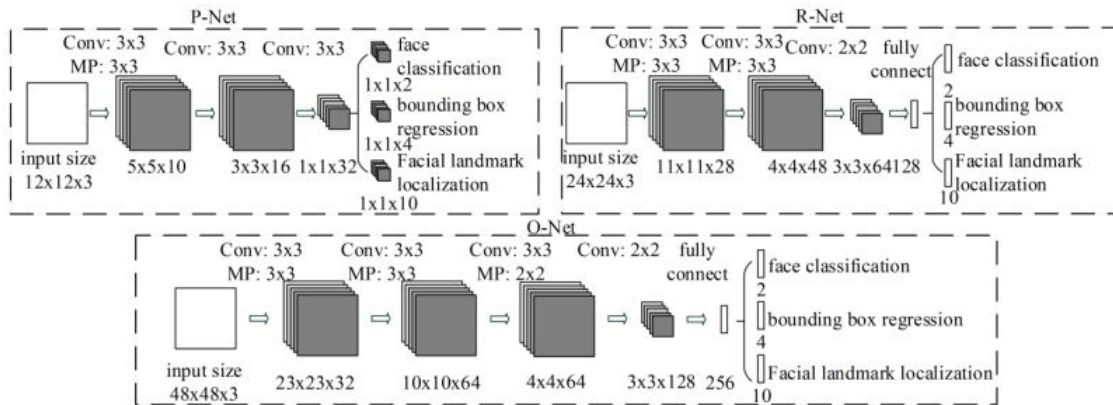 P-Net
Conv: 3x3 Conv: 3x3 Conv: 3x3
MP: 3x3
face
classification
1x1x2
bounding box
regression
1x1x4
Facial landmark
localization
1x1x10
input size
12x12x3
5x5x10 3x3x16 1x1x32
R-Net
Conv: 3x3 Conv: 3x3 Conv: 2x2 fully
MP: 3x3 MP: 3x3 connect
face classification
2
bounding box
regression
4
Facial landmark
localization
10
input size
24x24x3
11x11x28 4x4x48 3x3x64 128
O-Net
Conv: 3x3 Conv: 3x3 Conv: 3x3 Conv: 2x2 fully
MP: 3x3 MP: 3x3 MP: 2x2 connect
face classification
2
bounding box regression
4
Facial landmark localization
10
input size
48x48x3
23x23x32 10x10x64 4x4x64 3x3x128 256